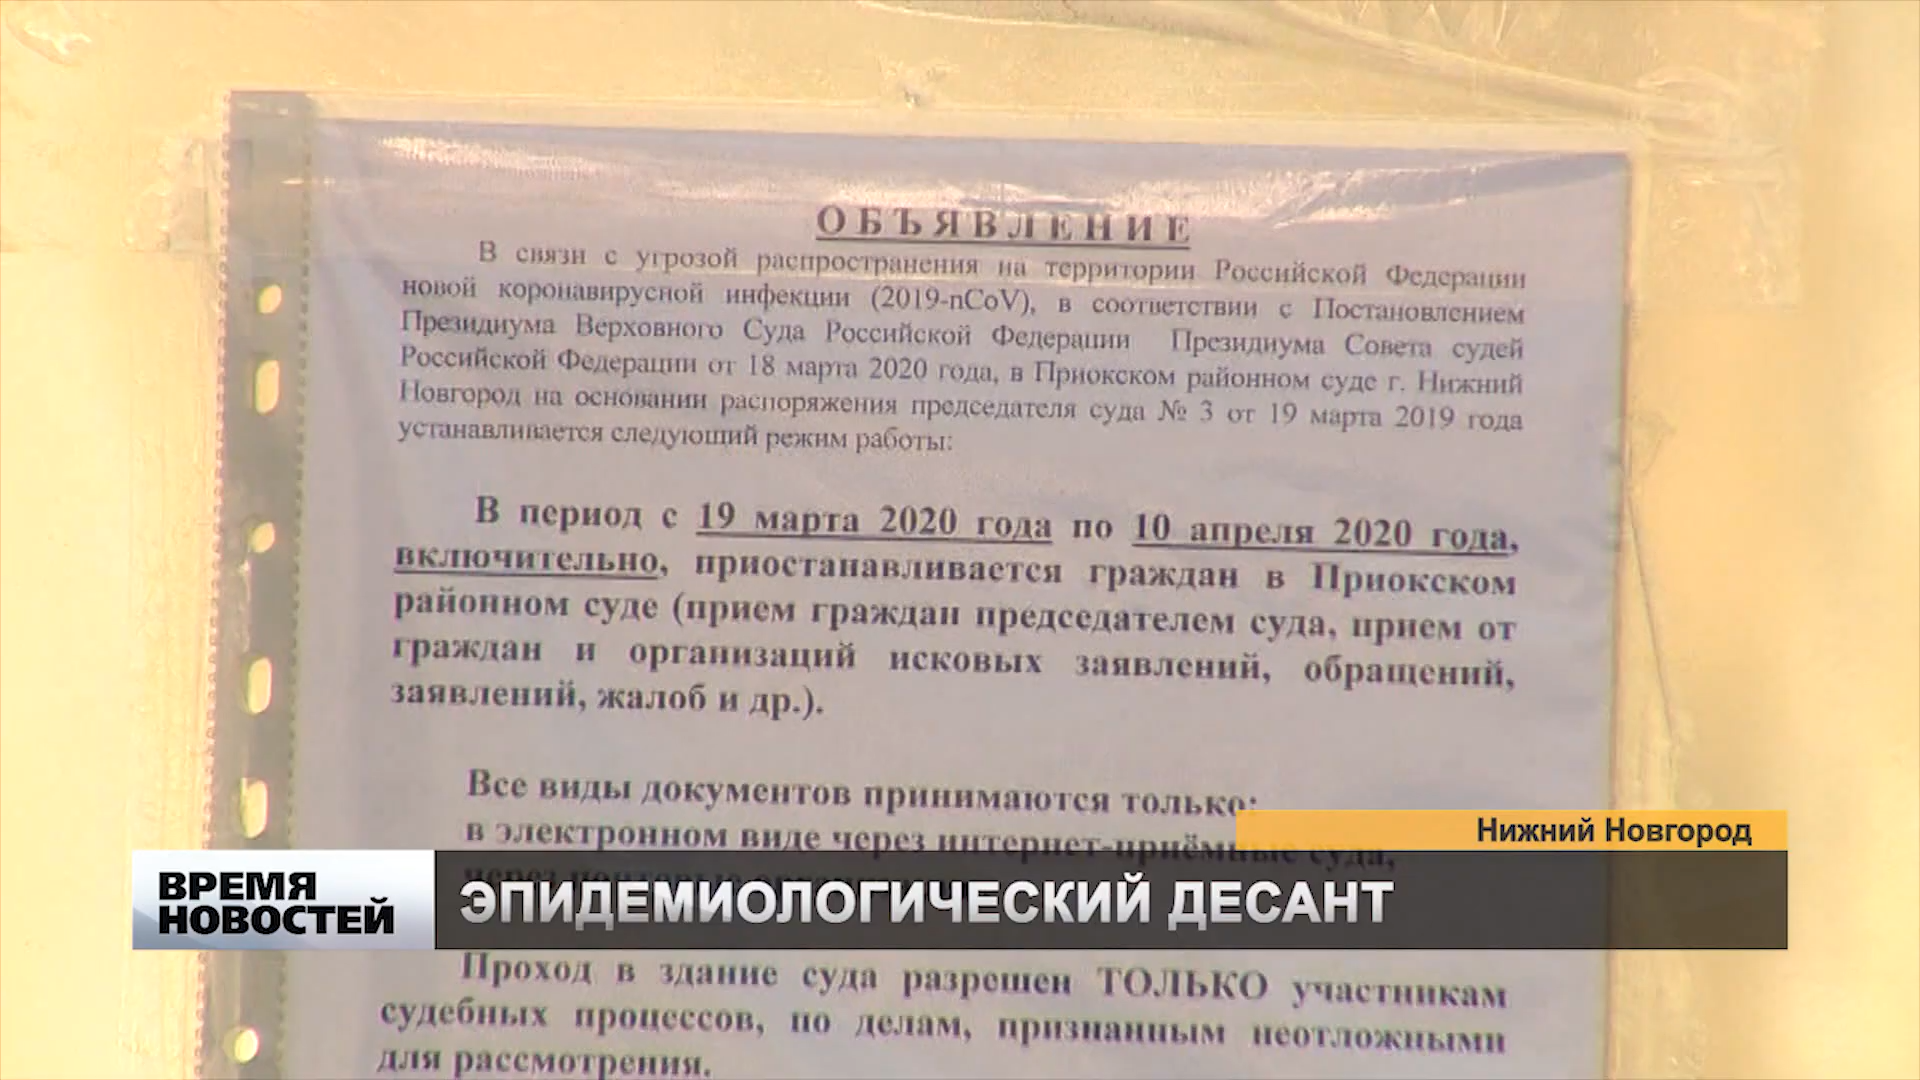 ОБЪЯВЛЕНИЕ
В связи с угрозой распространения на территории Российской Федерации
новой коронавирусной инфекции (2019-nCoV), в соответствии с Постановлением
Президиума Верховного Суда Российской Федерации Президиума Совета судей
Российской Федерации от 18 марта 2020 года, в Приокском районном суде г. Нижний
Новгород на основании распоряжения председателя суда № 3 от 19 марта 2019 года
устанавливается следующий режим работы:
В период с 19 марта 2020 года по 10 апреля 2020 года,
включительно, приостанавливается граждан в Приокском
районном суде (прием граждан председателем суда, прием от
граждан и организаций исковых заявлений, обращений,
заявлений, жалоб и др.).
Все виды документов принимаются только:
в электронном виде через интернет-приёмные суда,
через почтовые
Нижний Новгород
ВРЕМЯ
НОВОСТЕЙ
ЭПИДЕМИОЛОГИЧЕСКИЙ ДЕСАНТ
Проход в здание суда разрешен ТОЛЬКО участникам
судебных процессов, по делам, признанным неотложными
для рассмотрения.